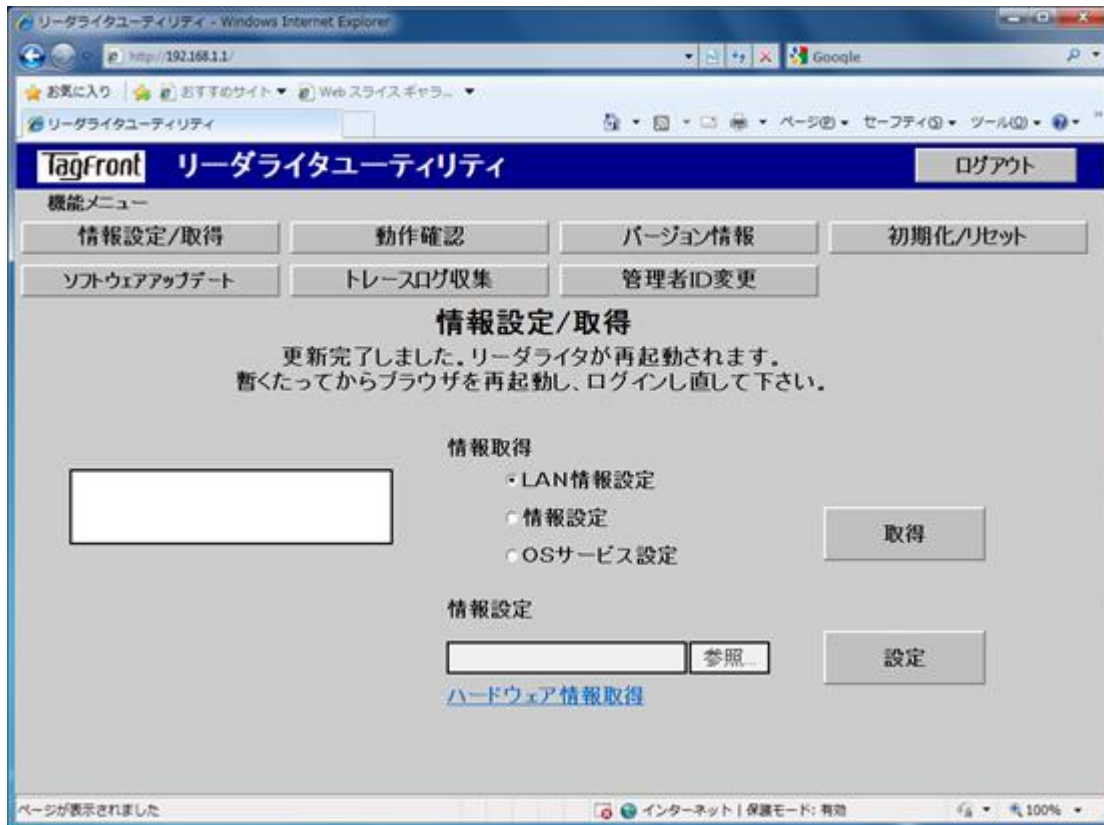 リーダライタユーティリティ - Windows Internet Explorer
http://192.168.1.1/
Google
お気に入り
おすすめサイト
Web スライス ギャラ...
リーダライタユーティリティ
ページ(P)
セーフティ(S)
ツール(O)
TagFront リーダライタユーティリティ
ログアウト
機能メニュー
情報設定/取得
動作確認
バージョン情報
初期化/リセット
ソフトウェアアップデート
トレースログ収集
管理者ID変更
情報設定/取得
更新完了しました。リーダライタが再起動されます。
暫くたってからブラウザを再起動し、ログインし直して下さい。
情報取得
LAN情報設定
情報設定
OSサービス設定
取得
情報設定
参照...
設定
ハードウェア情報取得
ページが表示されました
インターネット | 保護モード: 有効
100%